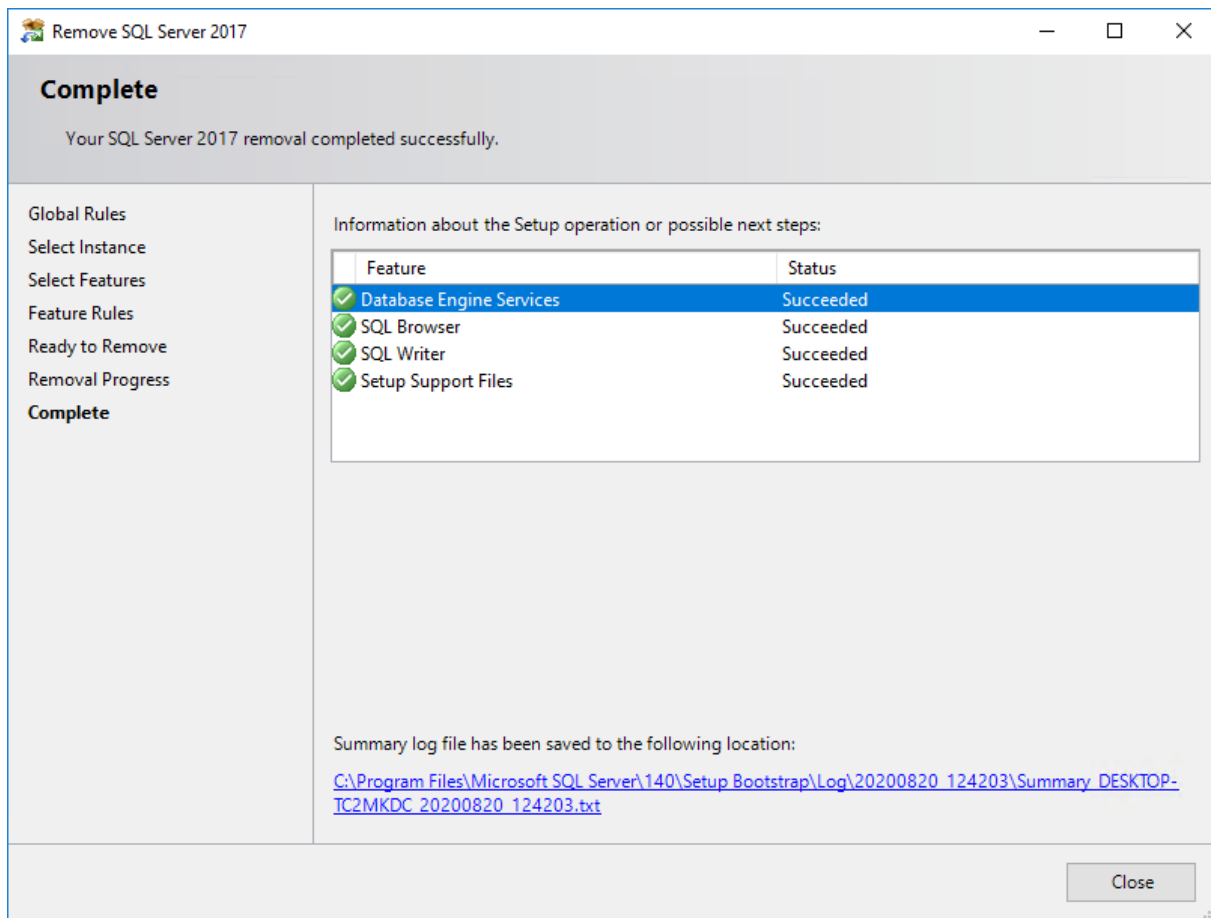 Remove SQL Server 2017
Complete
Your SQL Server 2017 removal completed successfully.
Global Rules
Select Instance
Select Features
Feature Rules
Ready to Remove
Removal Progress
Complete
Information about the Setup operation or possible next steps:
Feature Status
Database Engine Services Succeeded
SQL Browser Succeeded
SQL Writer Succeeded
Setup Support Files Succeeded
Summary log file has been saved to the following location:
C:\Program Files\Microsoft SQL Server\140\Setup Bootstrap\Log\20200820_124203\Summary_DESKTOP-
TC2MKDC_20200820_124203.txt
Close